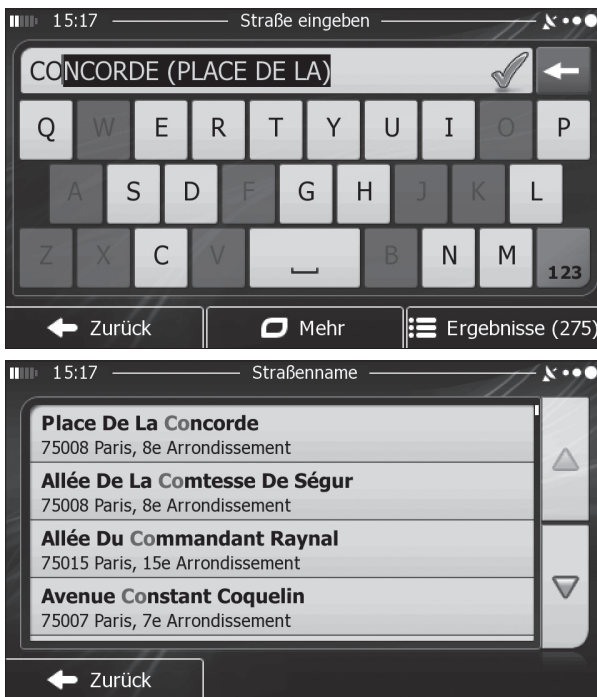 15:17 Straße eingeben
CONCORDE (PLACE DE LA)
Q W E R T Y U I O P
A S D F G H J K L
Z X C V B N M 123
Zurück Mehr Ergebnisse (275)
15:17 Straßenname
Place De La Concorde
75008 Paris, 8e Arrondissement
Allée De La Comtesse De Ségur
75008 Paris, 8e Arrondissement
Allée Du Commandant Raynal
75015 Paris, 15e Arrondissement
Avenue Constant Coquelin
75007 Paris, 7e Arrondissement
Zurück